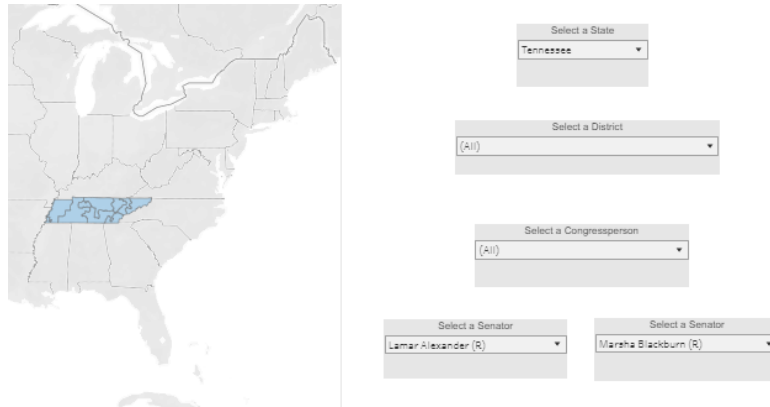 Select a State
Tennessee
Select a District
(All)
Select a Congressperson
(All)
Select a Senator
Lamar Alexander (R)
Select a Senator
Marsha Blackburn (R)